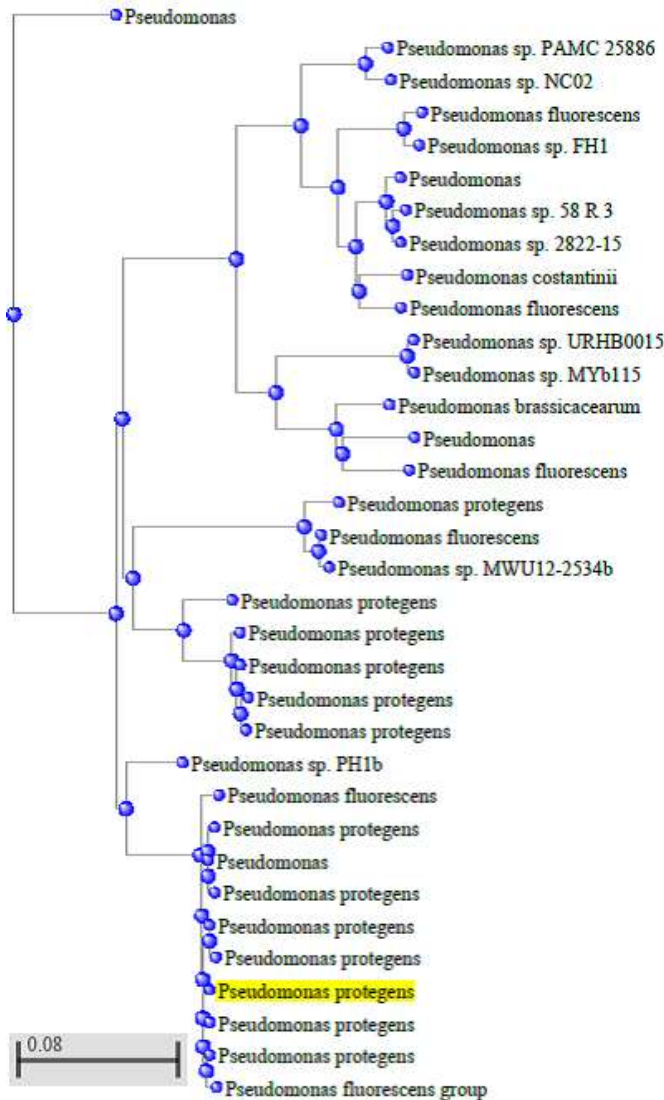 Pseudomonas
Pseudomonas sp. PAMC 25886
Pseudomonas sp. NC02
Pseudomonas fluorescens
Pseudomonas sp. FH1
Pseudomonas
Pseudomonas sp. 58 R 3
Pseudomonas sp. 2822-15
Pseudomonas costantinii
Pseudomonas fluorescens
Pseudomonas sp. URHB0015
Pseudomonas sp. MYb115
Pseudomonas brassicacearum
Pseudomonas
Pseudomonas fluorescens
Pseudomonas protegens
Pseudomonas fluorescens
Pseudomonas sp. MWU12-2534b
Pseudomonas protegens
Pseudomonas protegens
Pseudomonas protegens
Pseudomonas protegens
Pseudomonas protegens
Pseudomonas sp. PH1b
Pseudomonas fluorescens
Pseudomonas protegens
Pseudomonas
Pseudomonas protegens
Pseudomonas protegens
Pseudomonas protegens
Pseudomonas protegens
Pseudomonas protegens
0.08
Pseudomonas protegens
Pseudomonas fluorescens group